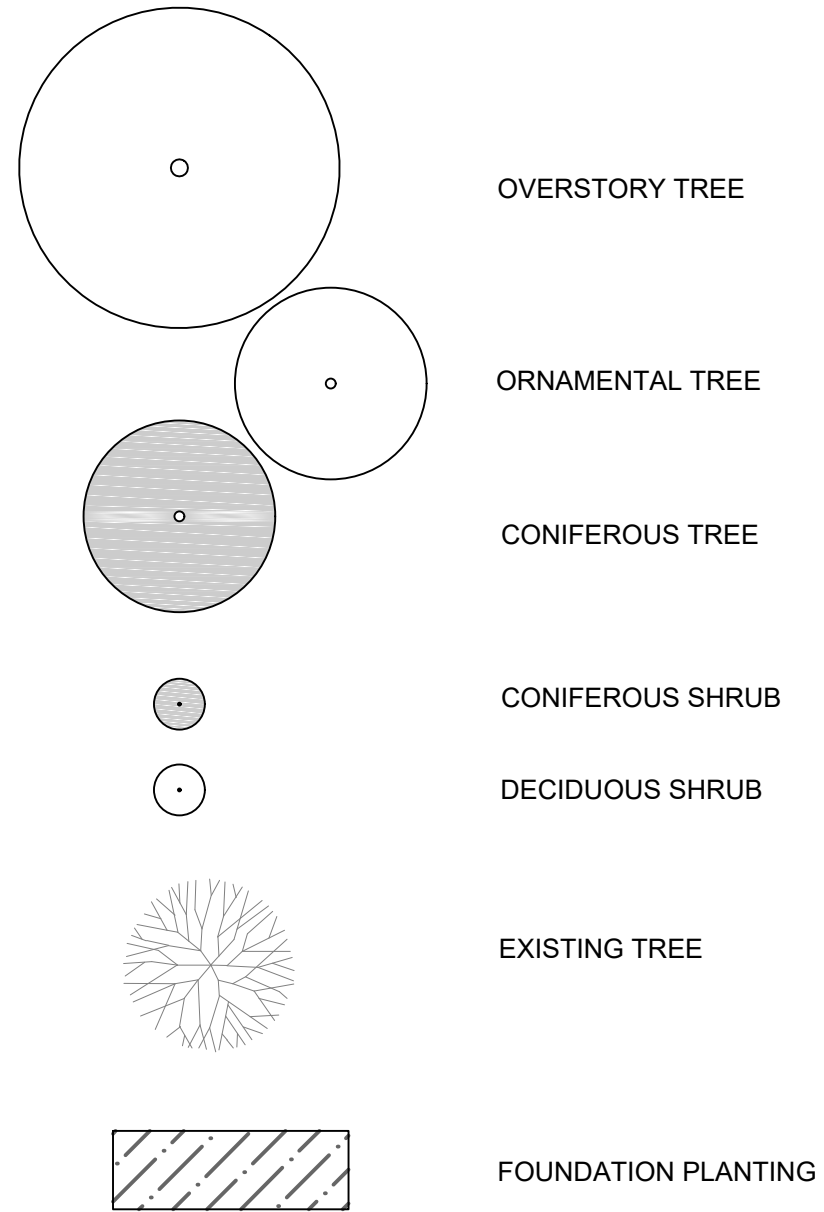 OVERSTORY TREE
ORNAMENTAL TREE
CONIFEROUS TREE
CONIFEROUS SHRUB
DECIDUOUS SHRUB
EXISTING TREE
FOUNDATION PLANTING